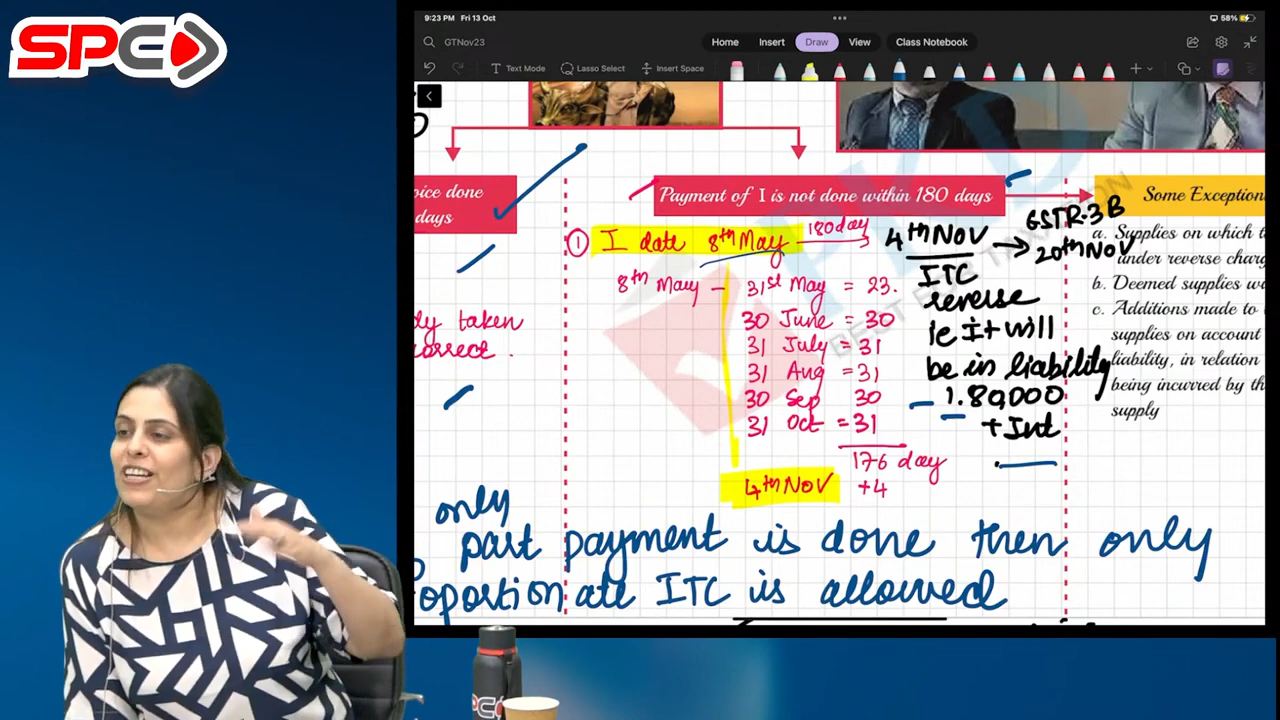 SPC
9:23 PM Fri 13 Oct
58%
GTNov23
Home Insert Draw View Class Notebook
Text Mode Lasso Select Insert Space
oice done
days
Payment of I is not done within 180 days
Some Exception
① I date 8th May 180 day 4th NOV → GSTR-3B
20th NOV
8th May - 31st May = 23.
30 June = 30
31 July = 31
31 Aug = 31
30 Sep 30
31 Oct = 31
176 day
4th NOV +4
ITC
reverse
ie It will
be in liability
1.80,000
+ Int
dly taken
correct.
a. Supplies on which t
under reverse charg
b. Deemed supplies w
c. Additions made to
supplies on account
liability, in relation
being incurred by th
supply
only
part payment is done then only
oportionate ITC is allowed
SPC